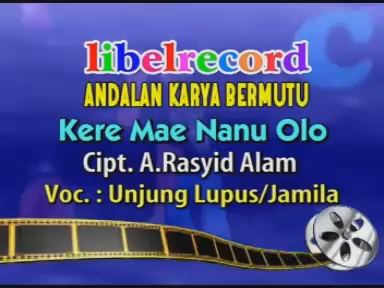 libelrecord
ANDALAN KARYA BERMUTU
Kere Mae Nanu Olo
Cipt. A.Rasyid Alam
Voc. : Unjung Lupus/Jamila